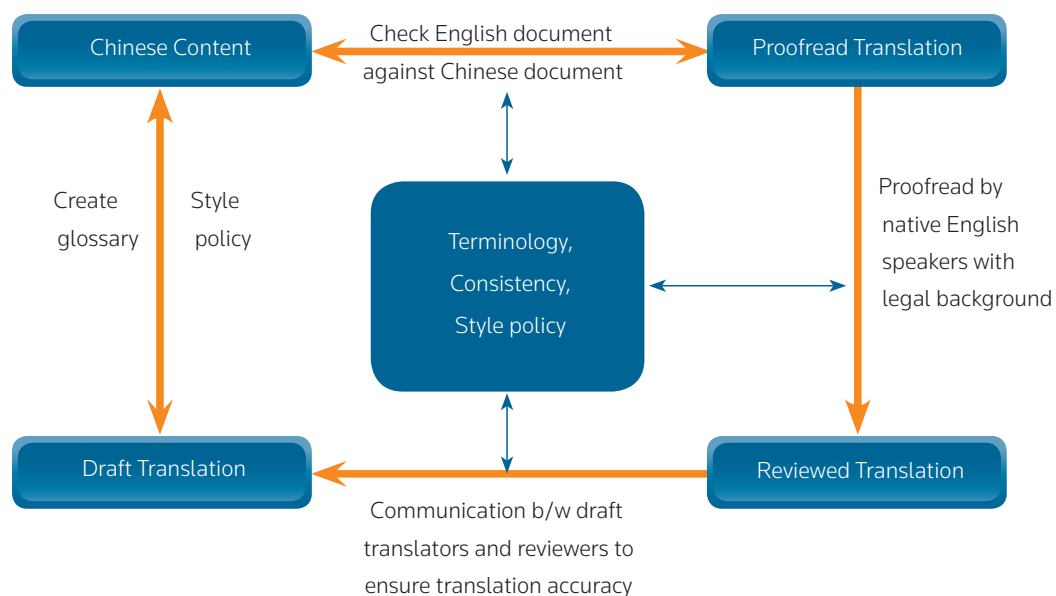 Chinese Content
Check English document
against Chinese document
Proofread Translation
Create
glossary
Style
policy
Terminology,
Consistency,
Style policy
Proofread by
native English
speakers with
legal background
Draft Translation
Reviewed Translation
Communication b/w draft
translators and reviewers to
ensure translation accuracy